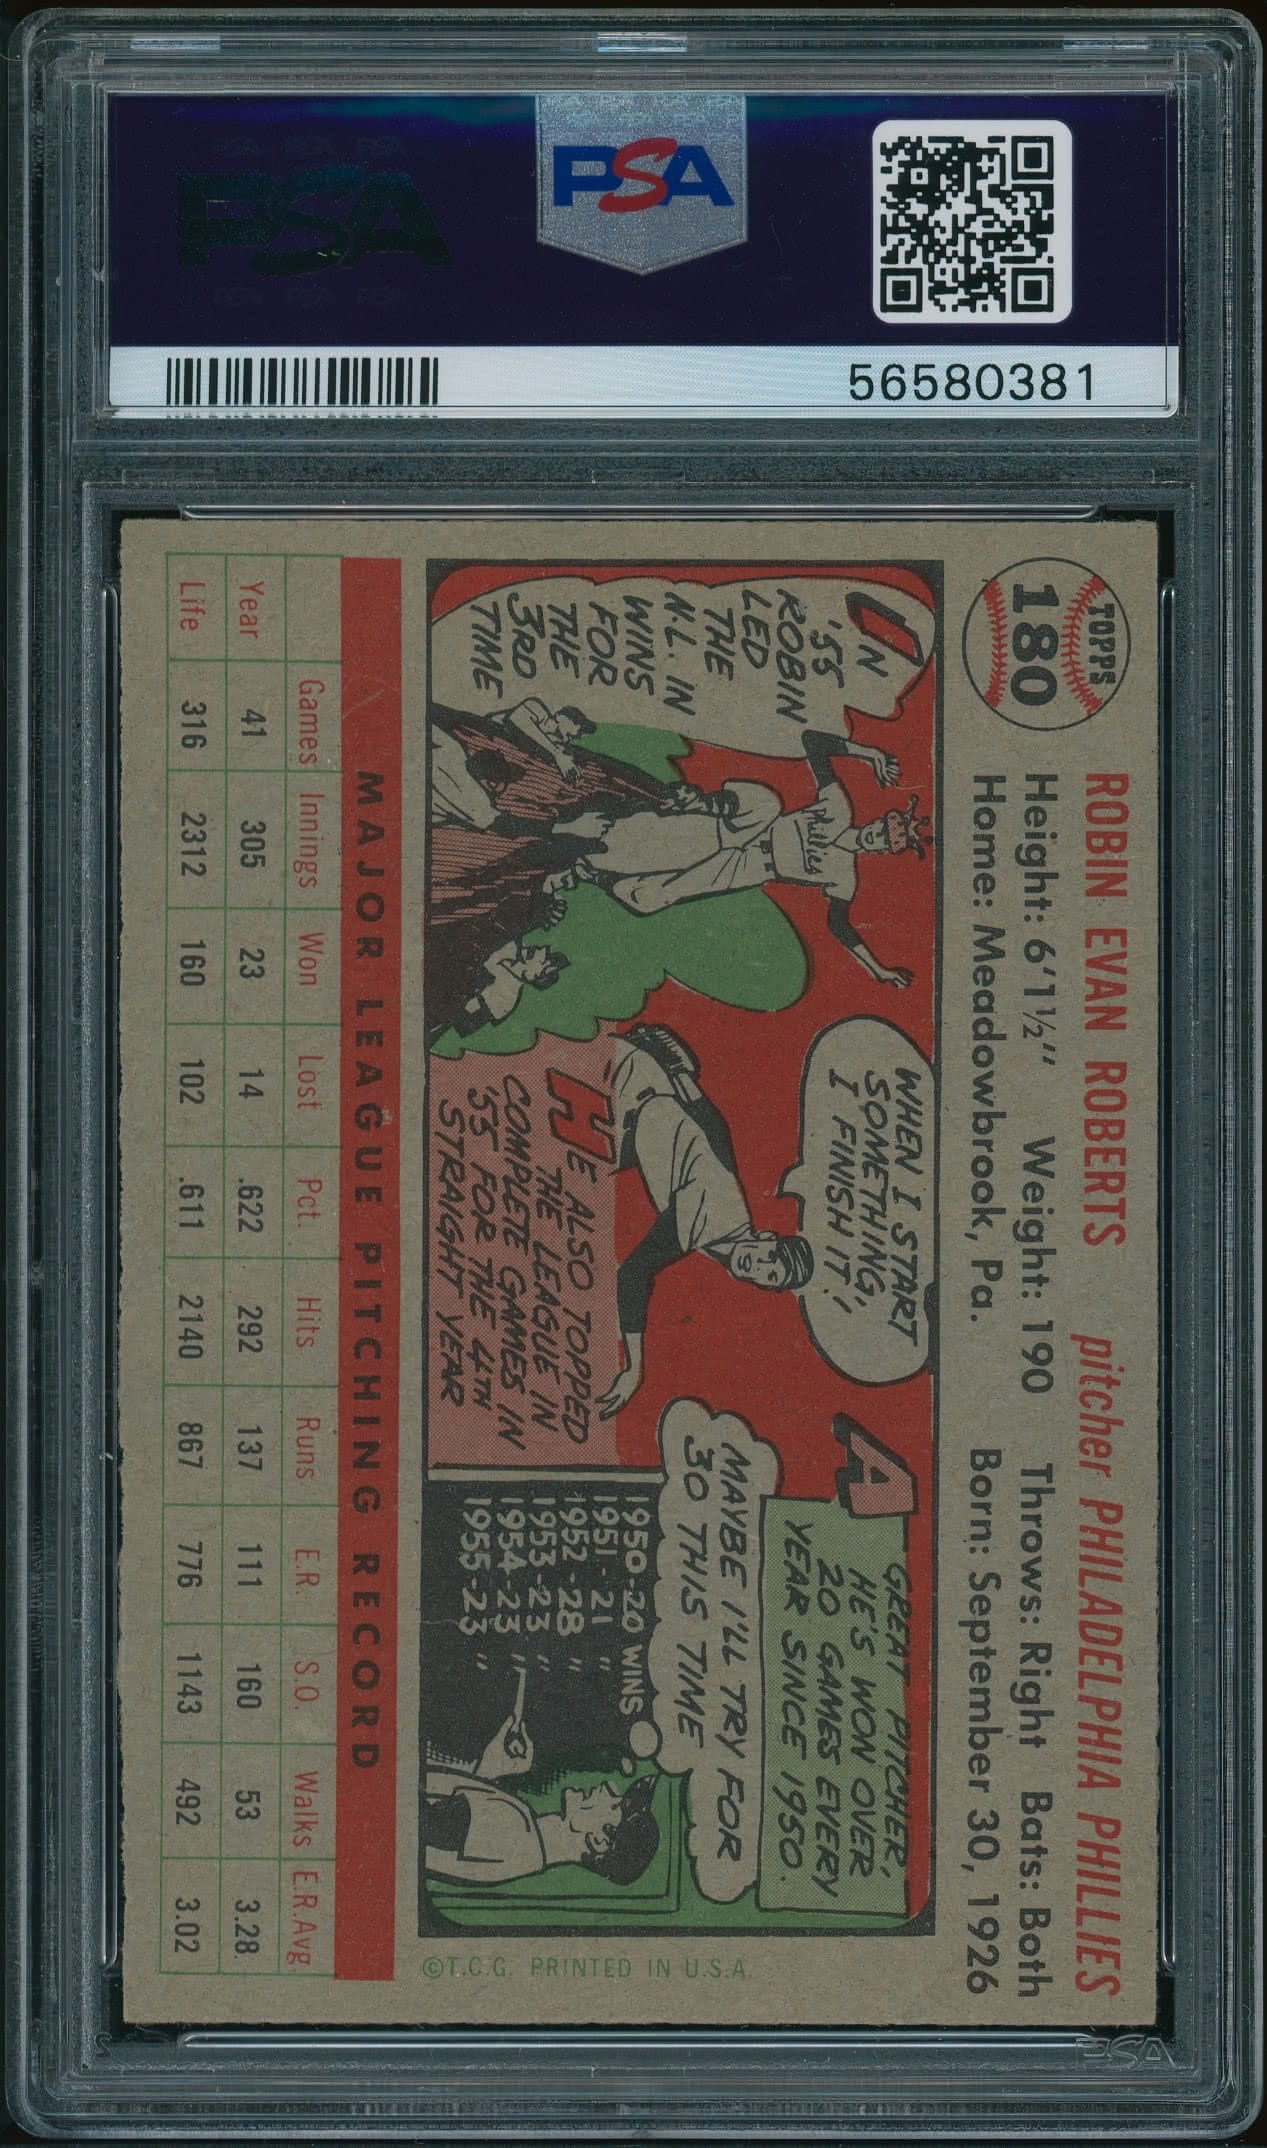 PSA
PSA
56580381
TOPPS
180
ROBIN EVAN ROBERTS pitcher PHILADELPHIA PHILLIES
Height: 6'1½" Weight: 190 Throws: Right Bats: Both
Home: Meadowbrook, Pa. Born: September 30, 1926
IN
'55
ROBIN
LED
THE
N.L. IN
WINS
FOR
THE
3RD
TIME
Phillies
WHEN I START
SOMETHING,
I FINISH IT!
HE ALSO TOPPED
THE LEAGUE IN
COMPLETE GAMES IN
'55 FOR THE 4TH
STRAIGHT YEAR
A GREAT PITCHER,
HE'S WON OVER
20 GAMES EVERY
YEAR SINCE 1950.
MAYBE I'LL TRY FOR
30 THIS TIME
1950-20 WINS
1951-21 "
1952-28 "
1953-23 "
1954-23 "
1955-23 "
©T.C.G. PRINTED IN U.S.A.
MAJOR LEAGUE PITCHING RECORD
Games Innings Won Lost Pct. Hits Runs E.R. S.O. Walks E.R.Avg.
Year 41 305 23 14 .622 292 137 111 160 53 3.28
Life 316 2312 160 102 .611 2140 867 776 1143 492 3.02
PSA